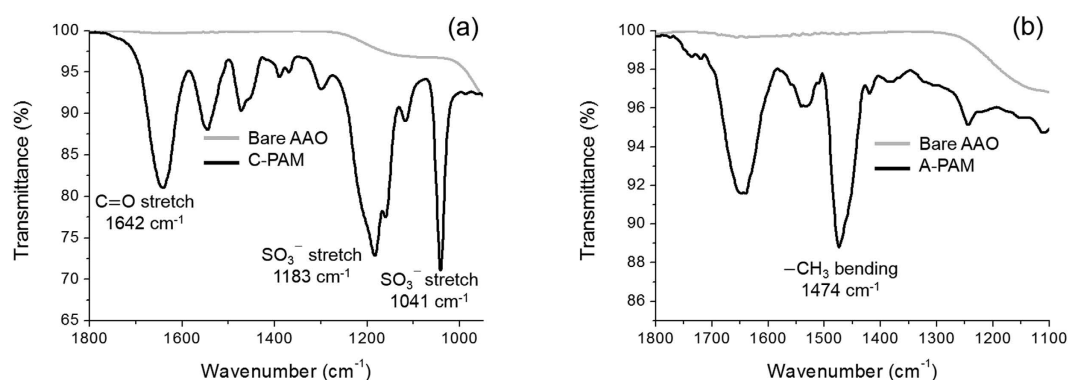 (a)
100
95
90
85
80
75
70
65
Transmittance (%)
Bare AAO
C-PAM
C=O stretch
1642 cm⁻¹
SO₃⁻ stretch
1183 cm⁻¹
SO₃⁻ stretch
1041 cm⁻¹
1800 1600 1400 1200 1000
Wavenumber (cm⁻¹)
(b)
100
98
96
94
92
90
88
86
Transmittance (%)
Bare AAO
A-PAM
−CH₃ bending
1474 cm⁻¹
1800 1700 1600 1500 1400 1300 1200 1100
Wavenumber (cm⁻¹)